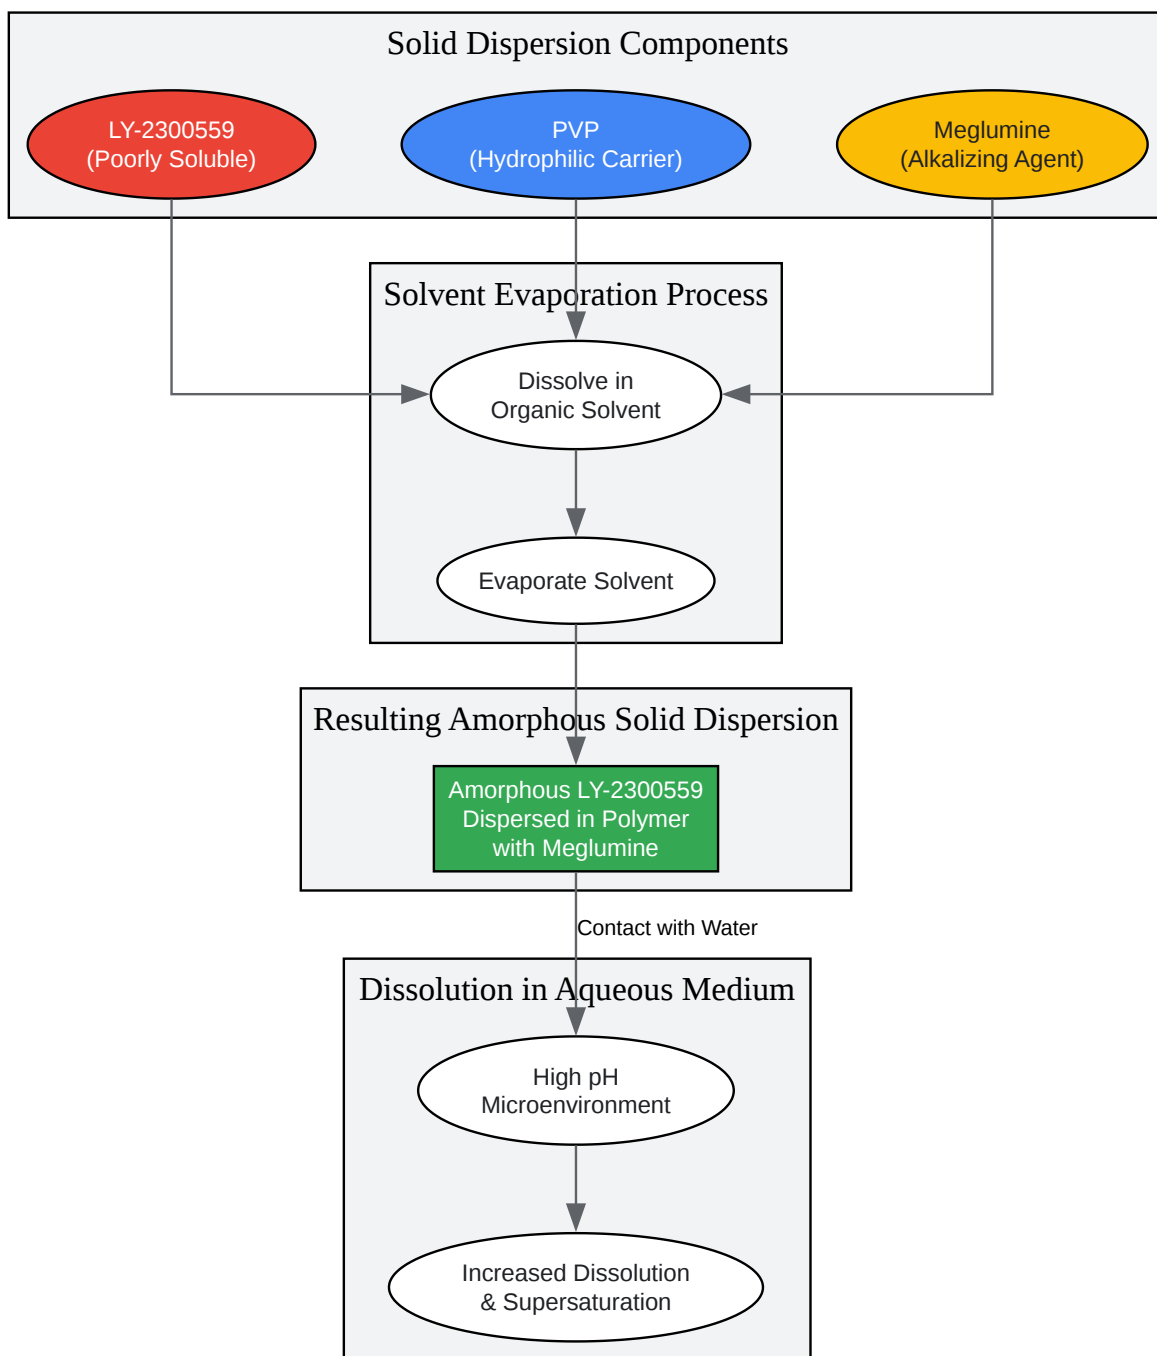 Solid Dispersion Components
LY-2300559
(Poorly Soluble)
PVP
(Hydrophilic Carrier)
Meglumine
(Alkalizing Agent)
Solvent Evaporation Process
Dissolve in
Organic Solvent
Evaporate Solvent
Resulting Amorphous Solid Dispersion
Amorphous LY-2300559
Dispersed in Polymer
with Meglumine
Contact with Water
Dissolution in Aqueous Medium
High pH
Microenvironment
Increased Dissolution
& Supersaturation